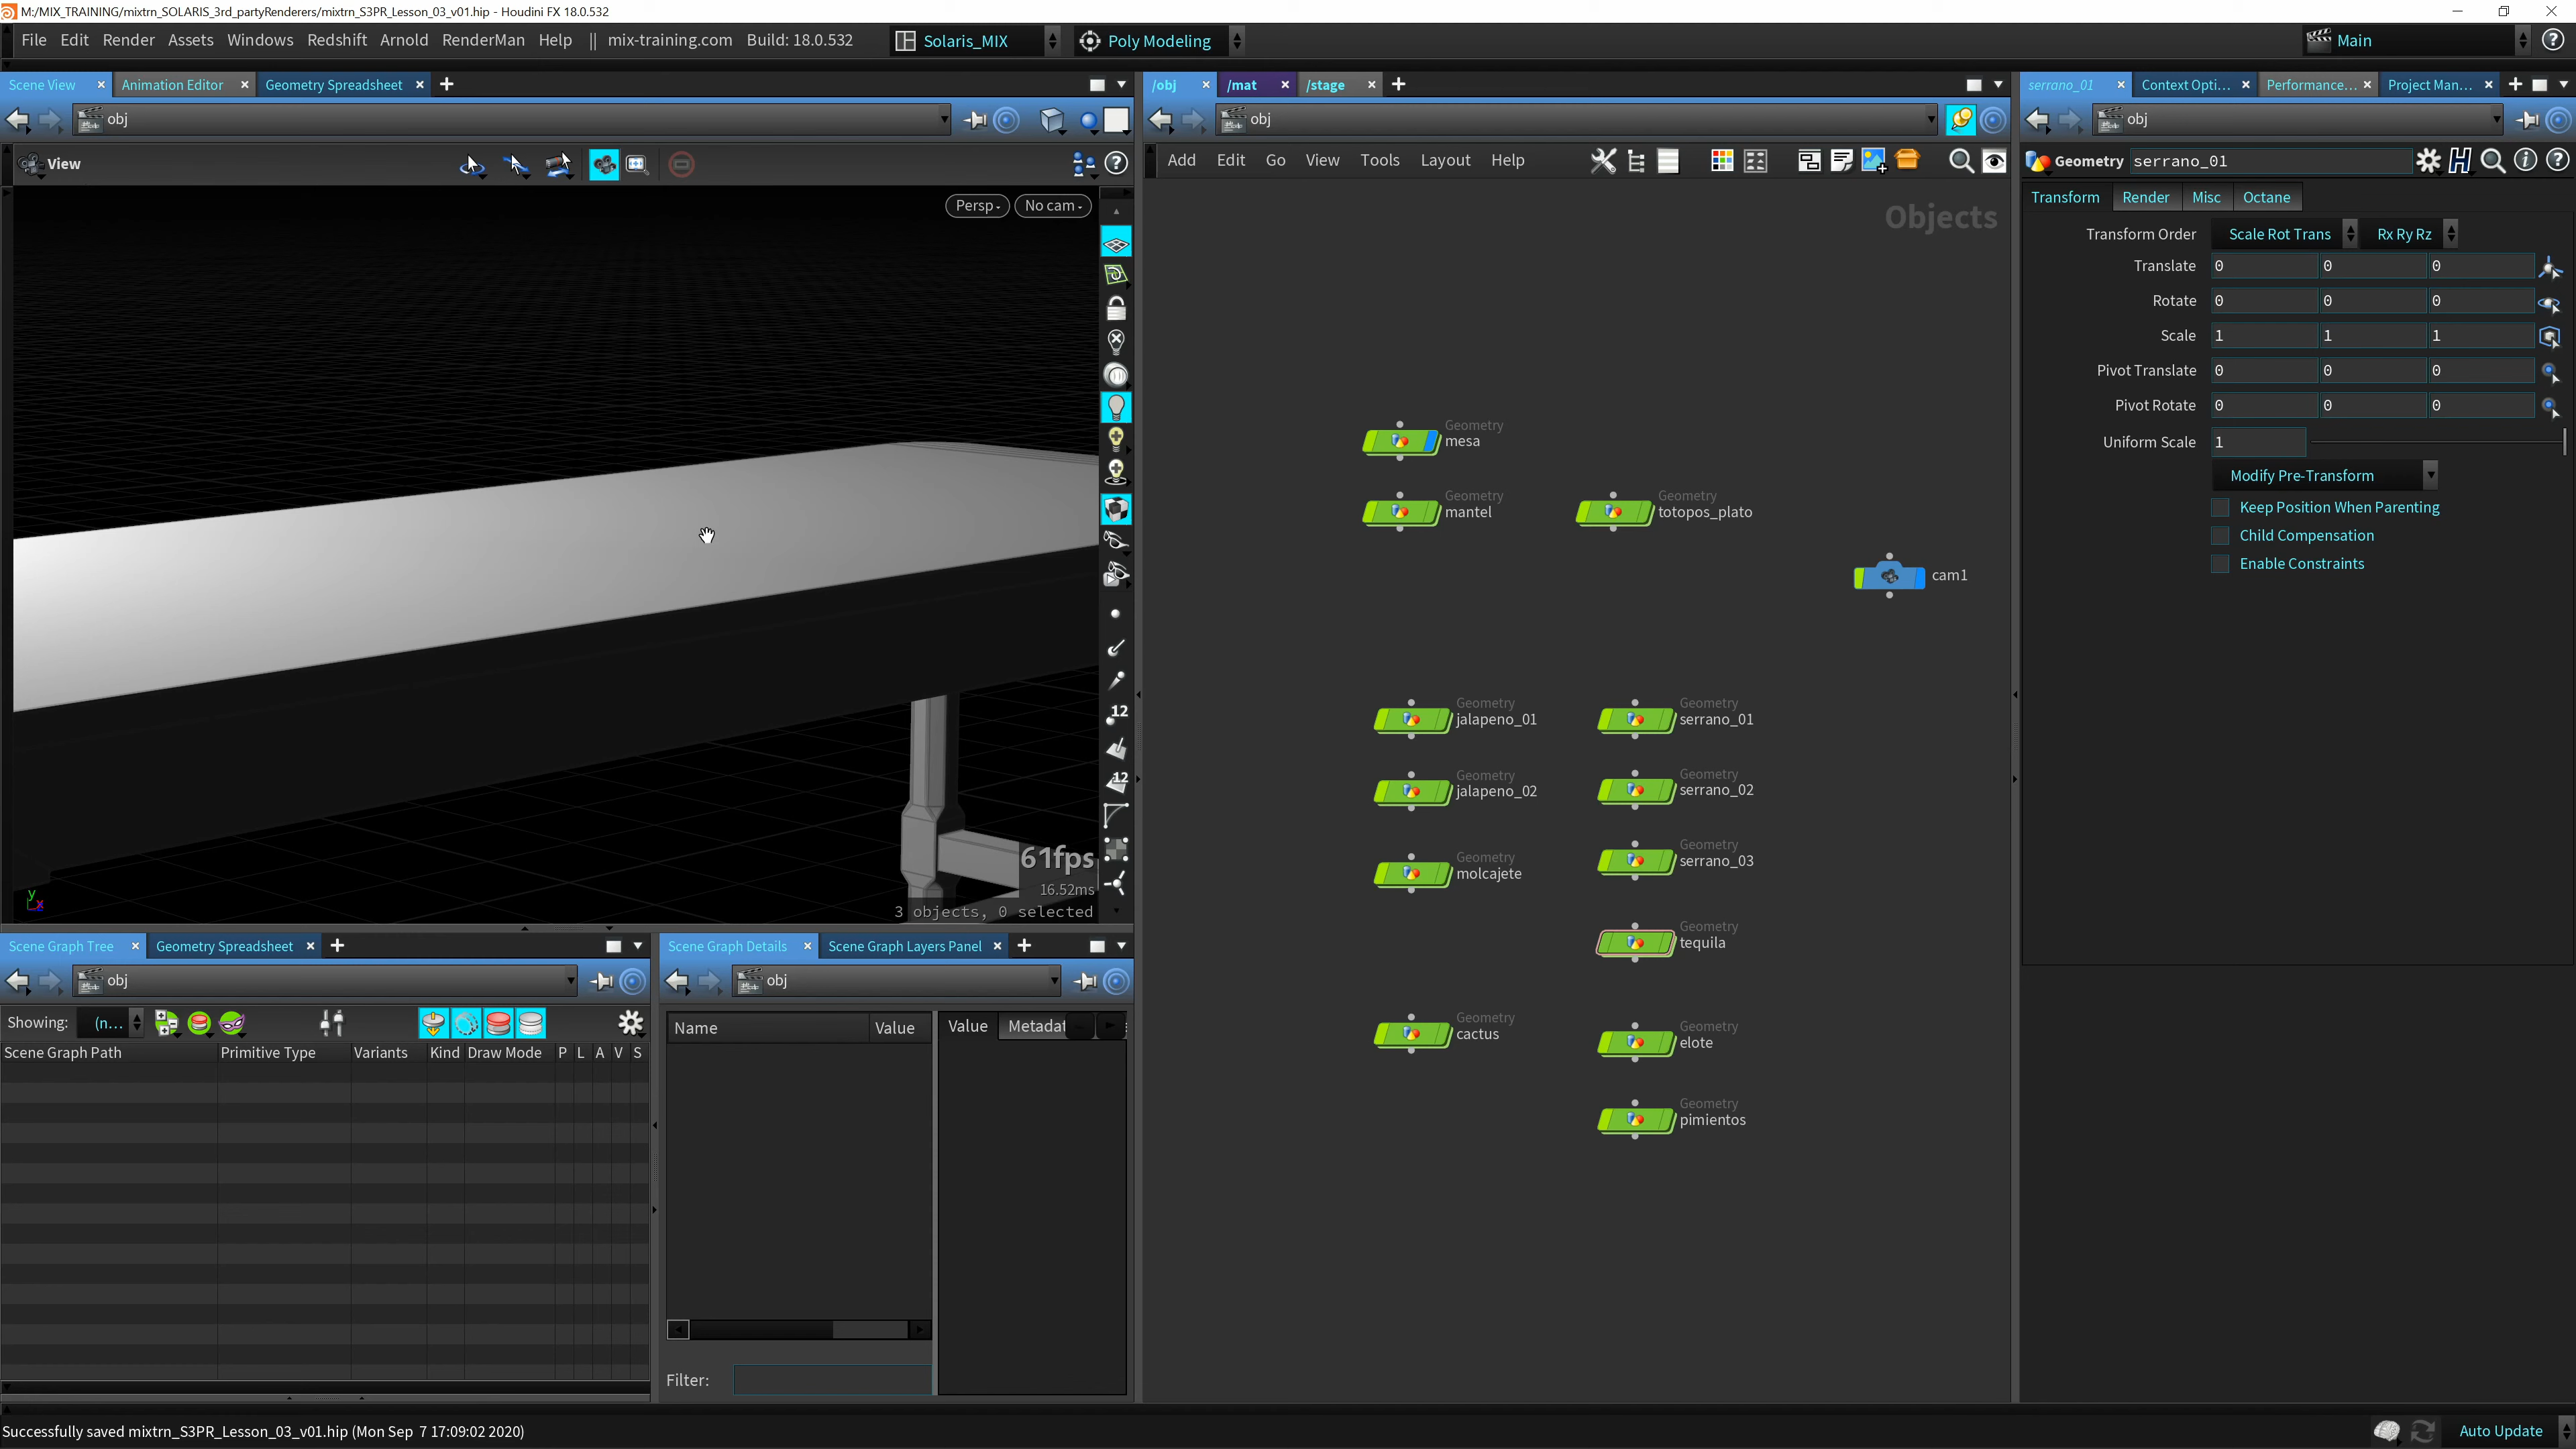 M:/MIX_TRAINING/mixtrn_SOLARIS_3rd_partyRenderers/mixtrn_S3PR_Lesson_03_v01.hip - Houdini FX 18.0.532
File Edit Render Assets Windows Redshift Arnold RenderMan Help || mix-training.com Build: 18.0.532 Solaris_MIX Poly Modeling Main
Scene View Animation Editor Geometry Spreadsheet
obj
View
Persp No cam
12
12
61fps
16.52ms
3 objects, 0 selected
y x
Scene Graph Tree Geometry Spreadsheet
obj
Showing: (n...
Scene Graph Path Primitive Type Variants Kind Draw Mode P L A V S
Scene Graph Details Scene Graph Layers Panel
obj
Name Value Value Metadat
Filter:
/obj /mat /stage
obj
Add Edit Go View Tools Layout Help
Objects
Geometry
mesa
Geometry
mantel
Geometry
totopos_plato
cam1
Geometry
jalapeno_01
Geometry
serrano_01
Geometry
jalapeno_02
Geometry
serrano_02
Geometry
molcajete
Geometry
serrano_03
Geometry
tequila
Geometry
cactus
Geometry
elote
Geometry
pimientos
serrano_01 Context Opti... Performance... Project Man...
obj
Geometry serrano_01
Transform Render Misc Octane
Transform Order Scale Rot Trans Rx Ry Rz
Translate 0 0 0
Rotate 0 0 0
Scale 1 1 1
Pivot Translate 0 0 0
Pivot Rotate 0 0 0
Uniform Scale 1
Modify Pre-Transform
Keep Position When Parenting
Child Compensation
Enable Constraints
Successfully saved mixtrn_S3PR_Lesson_03_v01.hip (Mon Sep 7 17:09:02 2020)
Auto Update